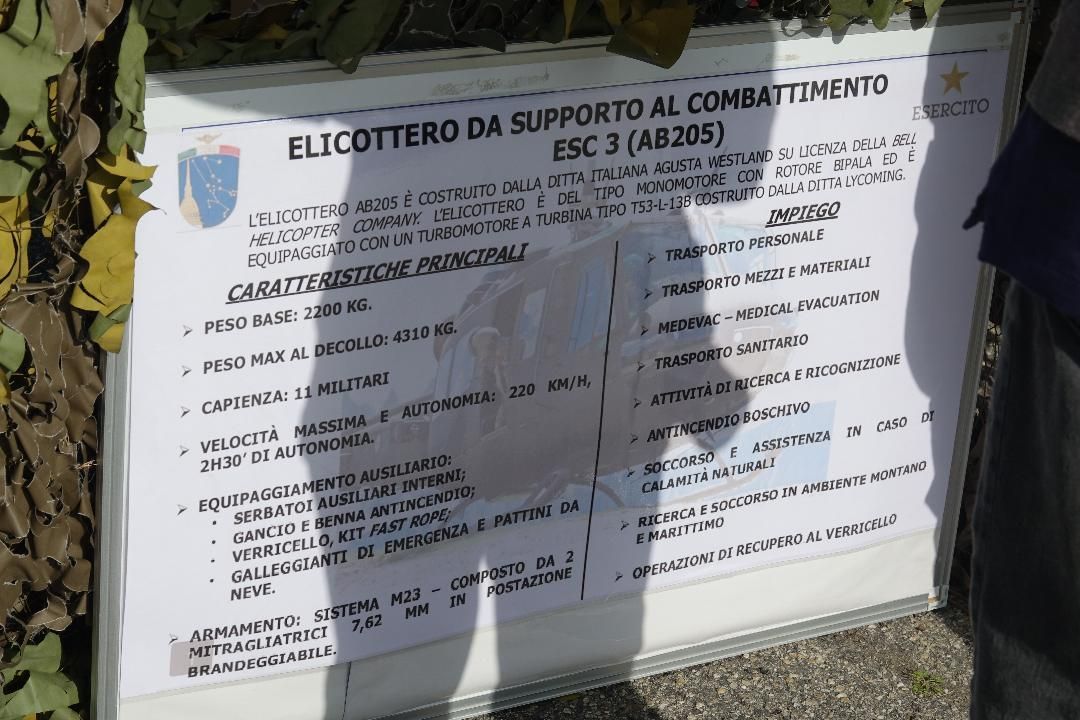 ESERCITO
ELICOTTERO DA SUPPORTO AL COMBATTIMENTO
ESC 3 (AB205)
L'ELICOTTERO AB205 È COSTRUITO DALLA DITTA ITALIANA AGUSTA WESTLAND SU LICENZA DELLA BELL
HELICOPTER COMPANY. L'ELICOTTERO È DEL TIPO MONOMOTORE CON ROTORE BIPALA ED È
EQUIPAGGIATO CON UN TURBOMOTORE A TURBINA TIPO T53-L-13B COSTRUITO DALLA DITTA LYCOMING.
CARATTERISTICHE PRINCIPALI
➢ PESO BASE: 2200 KG.
➢ PESO MAX AL DECOLLO: 4310 KG.
➢ CAPIENZA: 11 MILITARI
➢ VELOCITÀ MASSIMA E AUTONOMIA: 220 KM/H,
2H30' DI AUTONOMIA.
➢ EQUIPAGGIAMENTO AUSILIARIO:
• SERBATOI AUSILIARI INTERNI;
• GANCIO E BENNA ANTINCENDIO;
• VERRICELLO, KIT FAST ROPE;
• GALLEGGIANTI DI EMERGENZA E PATTINI DA
NEVE.
➢ ARMAMENTO: SISTEMA M23 – COMPOSTO DA 2
MITRAGLIATRICI 7,62 MM IN POSTAZIONE
BRANDEGGIABILE.
IMPIEGO
➢ TRASPORTO PERSONALE
➢ TRASPORTO MEZZI E MATERIALI
➢ MEDEVAC – MEDICAL EVACUATION
➢ TRASPORTO SANITARIO
➢ ATTIVITÀ DI RICERCA E RICOGNIZIONE
➢ ANTINCENDIO BOSCHIVO
➢ SOCCORSO E ASSISTENZA IN CASO DI
CALAMITÀ NATURALI
➢ RICERCA E SOCCORSO IN AMBIENTE MONTANO
E MARITTIMO
➢ OPERAZIONI DI RECUPERO AL VERRICELLO